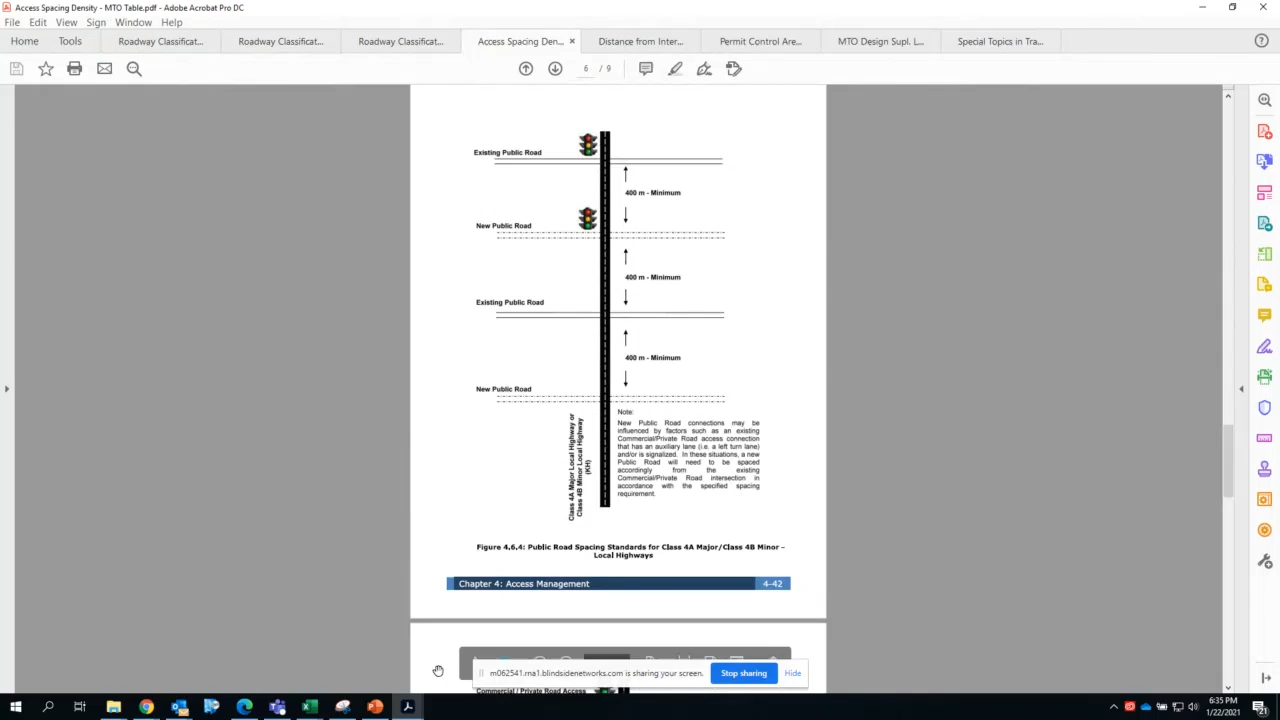 Access Spacing Density - MTO Table.pdf - Adobe Acrobat Pro DC
File Edit View Sign Window Help
Home Tools Roadway Classificat... Roadway Classificat... Roadway Classificat... Access Spacing Den... × Distance from Inter... Permit Control Are... MTO Design Supl. L... Special Topics in Tra...
6 / 9
Existing Public Road
400 m - Minimum
New Public Road
400 m - Minimum
Existing Public Road
400 m - Minimum
New Public Road
Class 4A Major Local Highway or
Class 4B Minor Local Highway
(KH)
Note:
New Public Road connections may be
influenced by factors such as an existing
Commercial/Private Road access connection
that has an auxiliary lane (i.e. a left turn lane)
and/or is signalized. In these situations, a new
Public Road will need to be spaced
accordingly from the existing
Commercial/Private Road intersection in
accordance with the specified spacing
requirement.
Figure 4.6.4: Public Road Spacing Standards for Class 4A Major/Class 4B Minor –
Local Highways
Chapter 4: Access Management 4-42
m062541.rna1.blindsidenetworks.com is sharing your screen. Stop sharing Hide
Commercial / Private Road Access
6:35 PM
1/22/2021
21